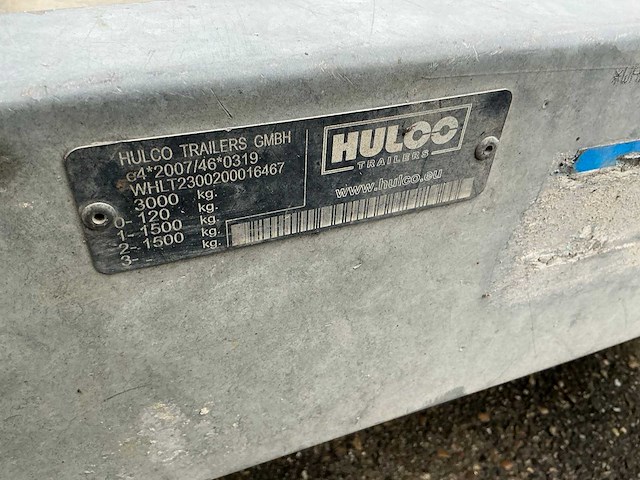 HULCO TRAILERS GMBH
e4*2007/46*0319
WHLT2300200016467
3000 kg.
0- 120 kg.
1- 1500 kg.
2- 1500 kg.
3- -
HULCO
TRAILERS
www.hulco.eu